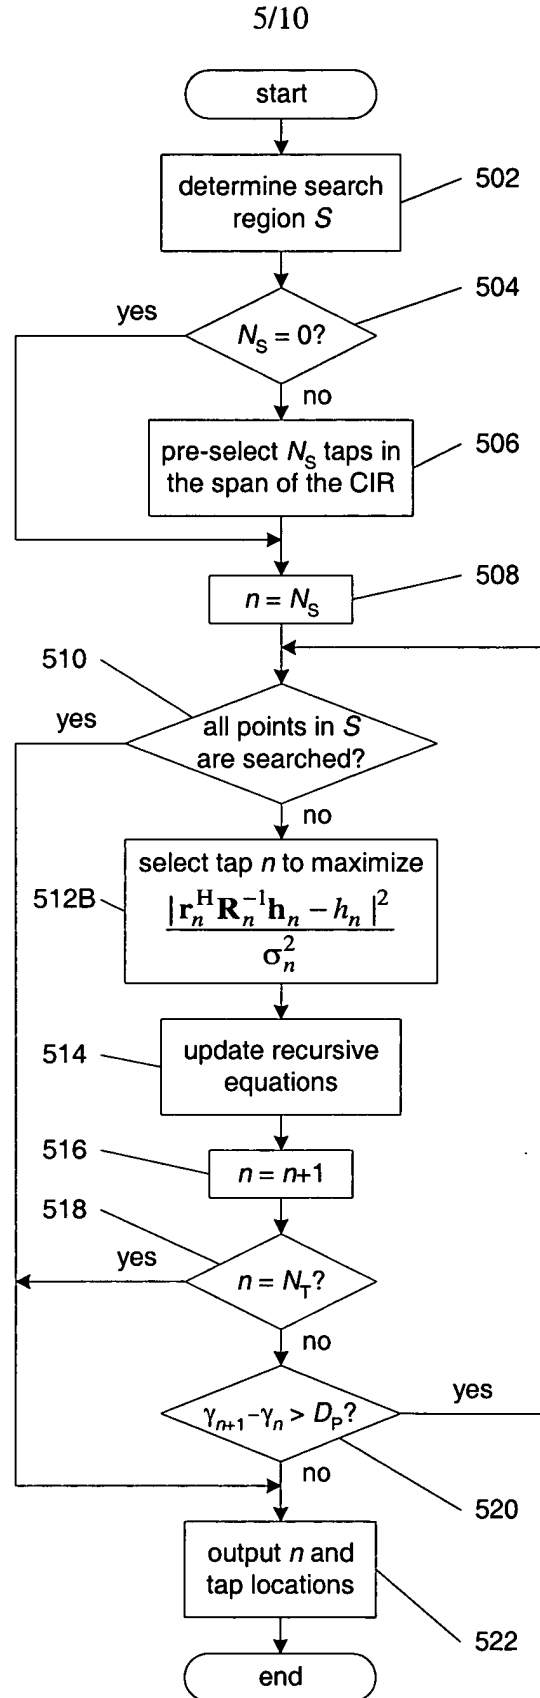 5/10
start
determine search
region S
502
504
yes
N_S = 0?
no
pre-select N_S taps in
the span of the CIR
506
508
n = N_S
510
yes
all points in S
are searched?
no
select tap n to maximize
512B
|r_n^H R_n^{-1} h_n − h_n|^2
σ_n^2
514
update recursive
equations
516
n = n+1
518
yes
n = N_T?
no
γ_{n+1}−γ_n > D_P?
yes
no
520
output n and
tap locations
522
end